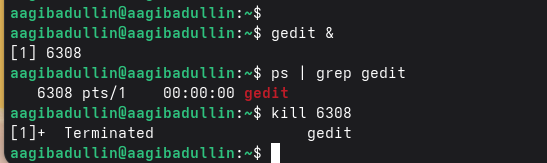 aagibadullin@aagibadullin:~$
aagibadullin@aagibadullin:~$ gedit &
[1] 6308
aagibadullin@aagibadullin:~$ ps | grep gedit
   6308 pts/1    00:00:00 gedit
aagibadullin@aagibadullin:~$ kill 6308
[1]+  Terminated              gedit
aagibadullin@aagibadullin:~$